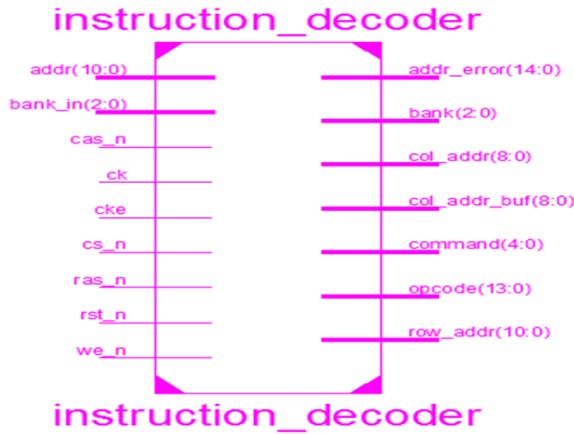 instruction_decoder
addr(10:0)
bank_in(2:0)
cas_n
ck
cke
cs_n
ras_n
rst_n
we_n
addr_error(14:0)
bank(2:0)
col_addr(8:0)
col_addr_buf(8:0)
command(4:0)
opcode(13:0)
row_addr(10:0)
instruction_decoder